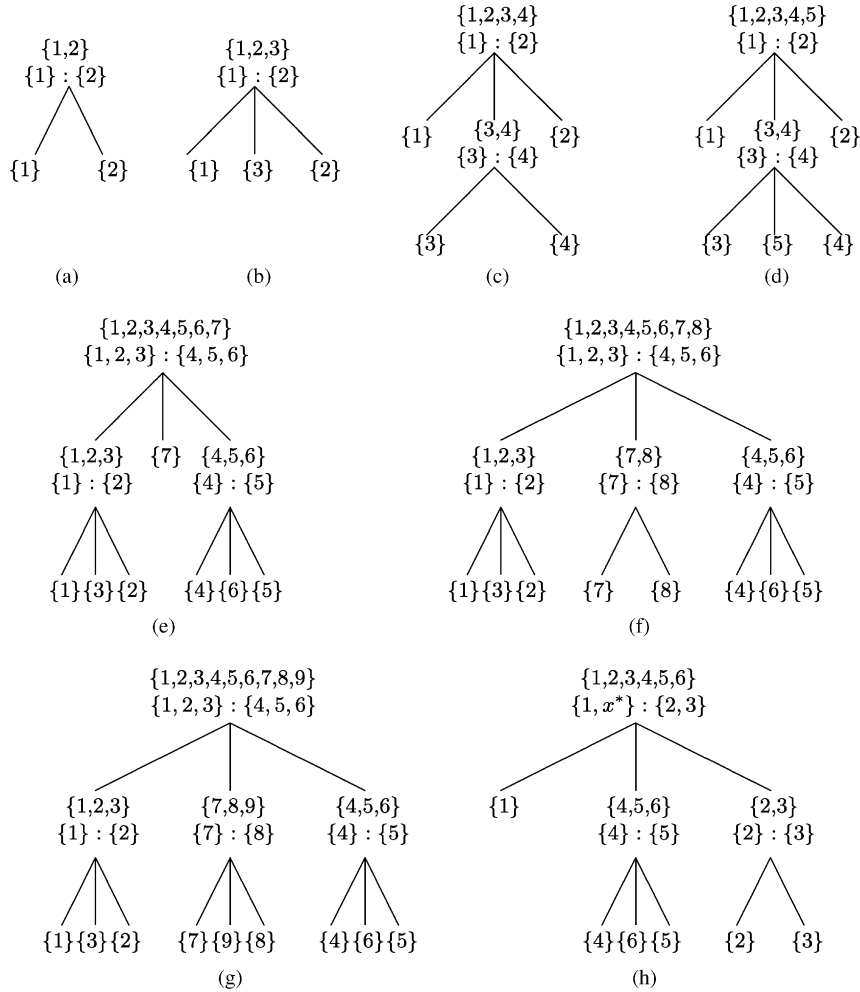 {1,2}
{1} : {2}
{1} {2}
(a)
{1,2,3}
{1} : {2}
{1} {3} {2}
(b)
{1,2,3,4}
{1} : {2}
{1} {3,4} {2}
{3} : {4}
{3} {4}
(c)
{1,2,3,4,5}
{1} : {2}
{1} {3,4} {2}
{3} : {4}
{3} {5} {4}
(d)
{1,2,3,4,5,6,7}
{1, 2, 3} : {4, 5, 6}
{1,2,3} {7} {4,5,6}
{1} : {2} {4} : {5}
{1}{3}{2} {4}{6}{5}
(e)
{1,2,3,4,5,6,7,8}
{1, 2, 3} : {4, 5, 6}
{1,2,3} {7,8} {4,5,6}
{1} : {2} {7} : {8} {4} : {5}
{1}{3}{2} {7} {8} {4}{6}{5}
(f)
{1,2,3,4,5,6,7,8,9}
{1, 2, 3} : {4, 5, 6}
{1,2,3} {7,8,9} {4,5,6}
{1} : {2} {7} : {8} {4} : {5}
{1}{3}{2} {7}{9}{8} {4}{6}{5}
(g)
{1,2,3,4,5,6}
{1, x*} : {2, 3}
{1} {4,5,6} {2,3}
{4} : {5} {2} : {3}
{4}{6}{5} {2} {3}
(h)